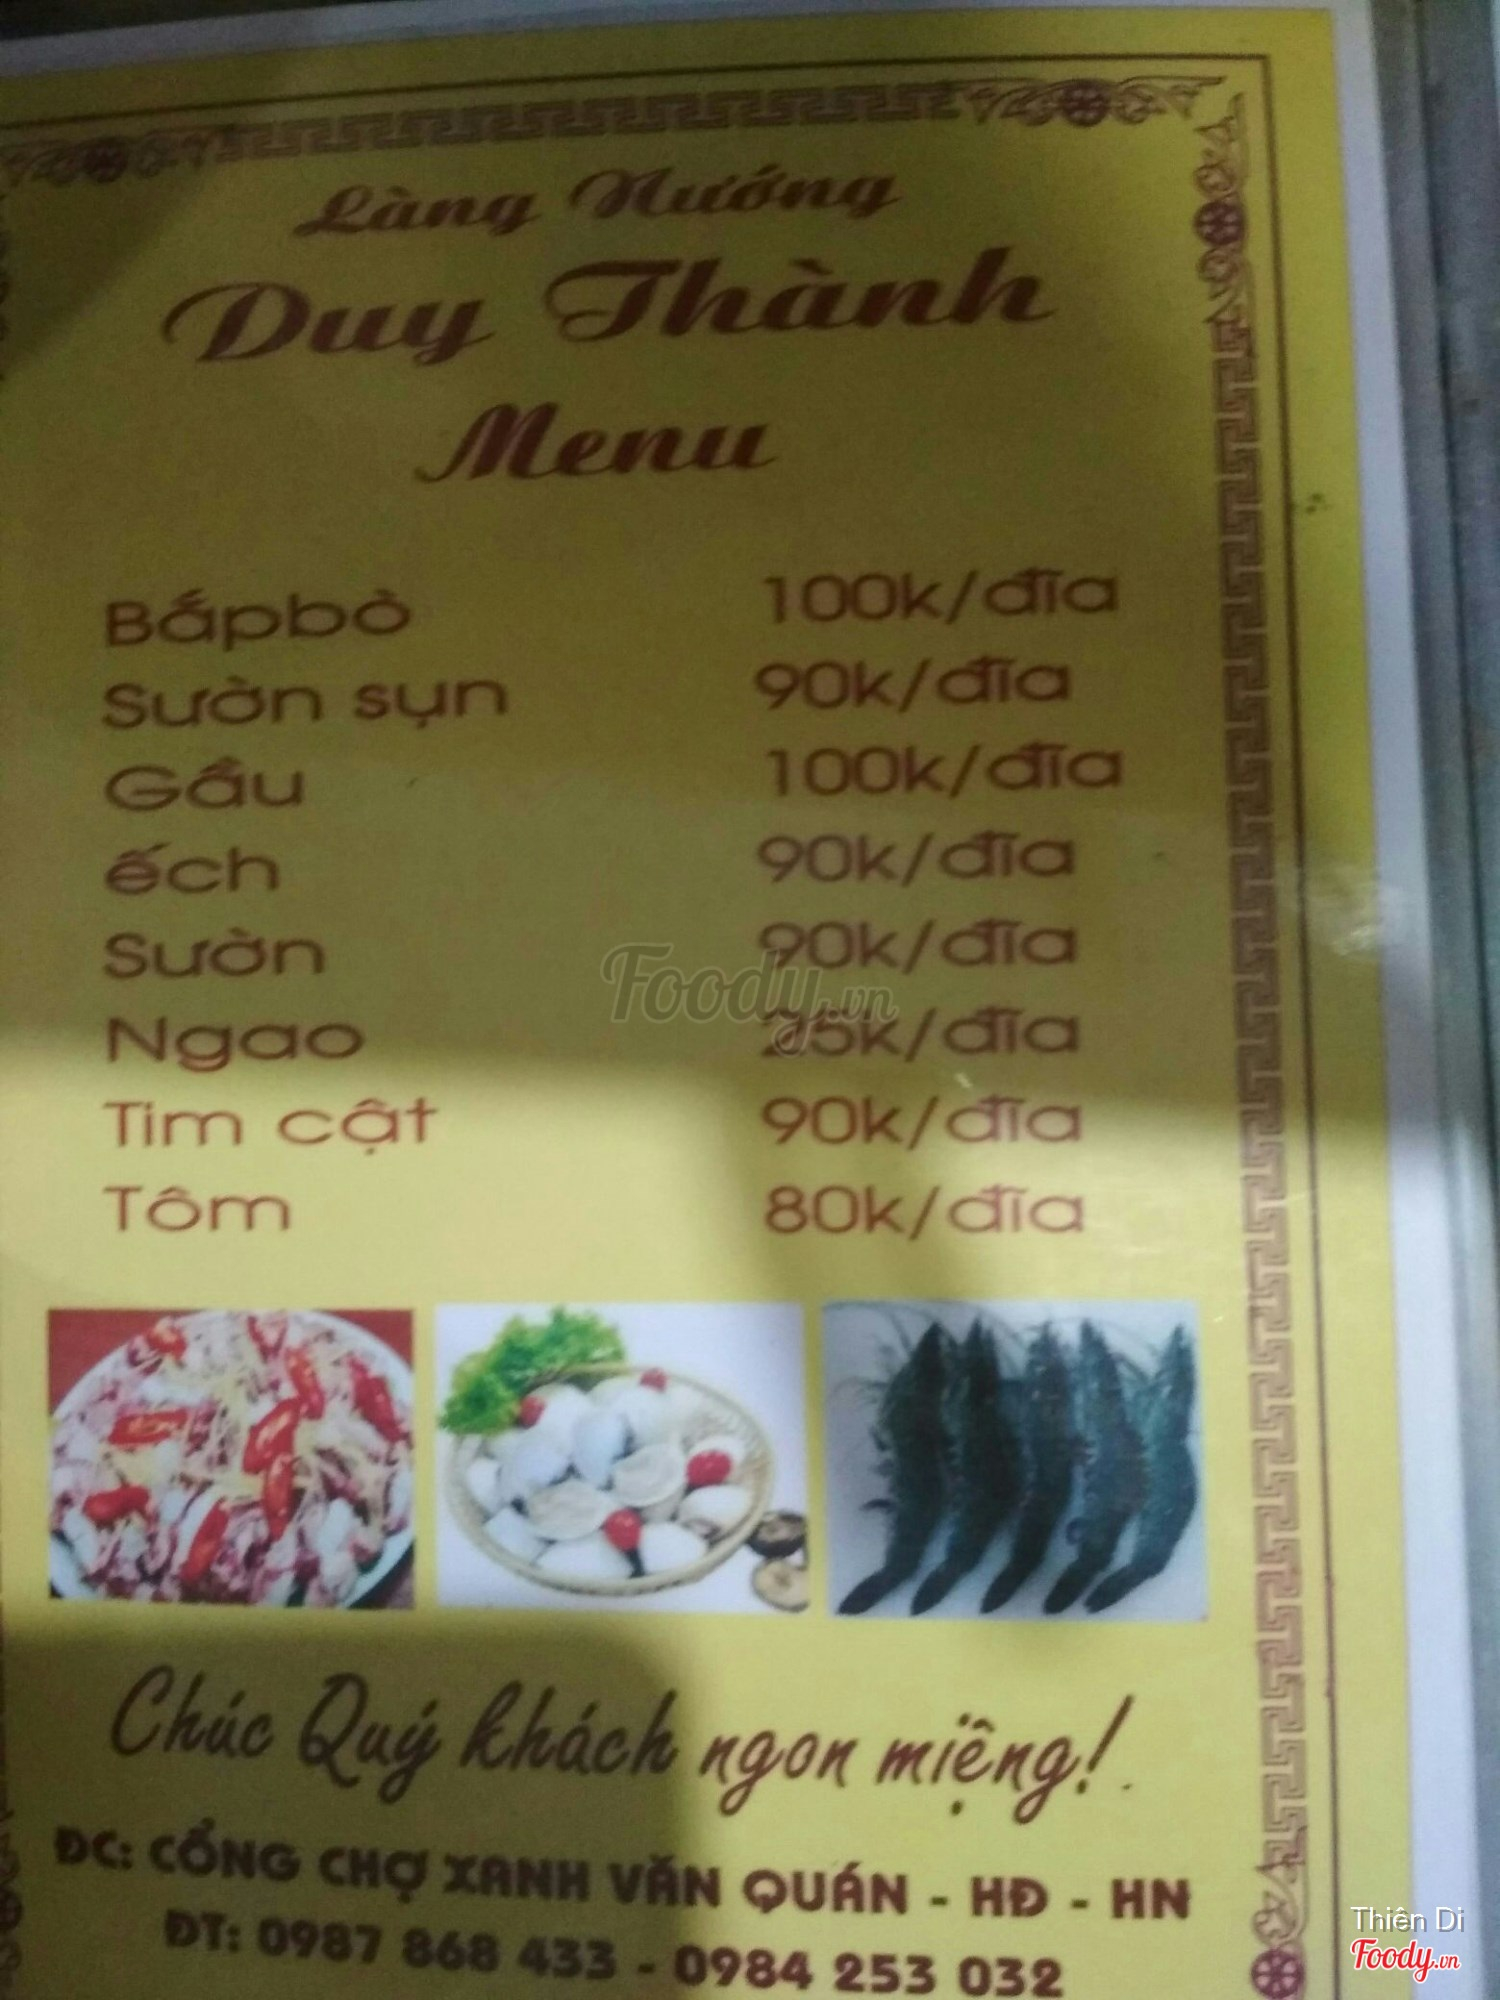 Làng Nướng
Duy Thành
Menu
Bắpbò 100k/đĩa
Sườn sụn 90k/đĩa
Gầu 100k/đĩa
ếch 90k/đĩa
Sườn 90k/đĩa
Foody.vn
Ngao 25k/đĩa
Tim cật 90k/đĩa
Tôm 80k/đĩa
Chúc Quý khách ngon miệng!
ĐC: CỔNG CHỢ XANH VĂN QUÁN - HĐ - HN
ĐT: 0987 868 433 - 0984 253 032
Thiên Di
Foody.vn